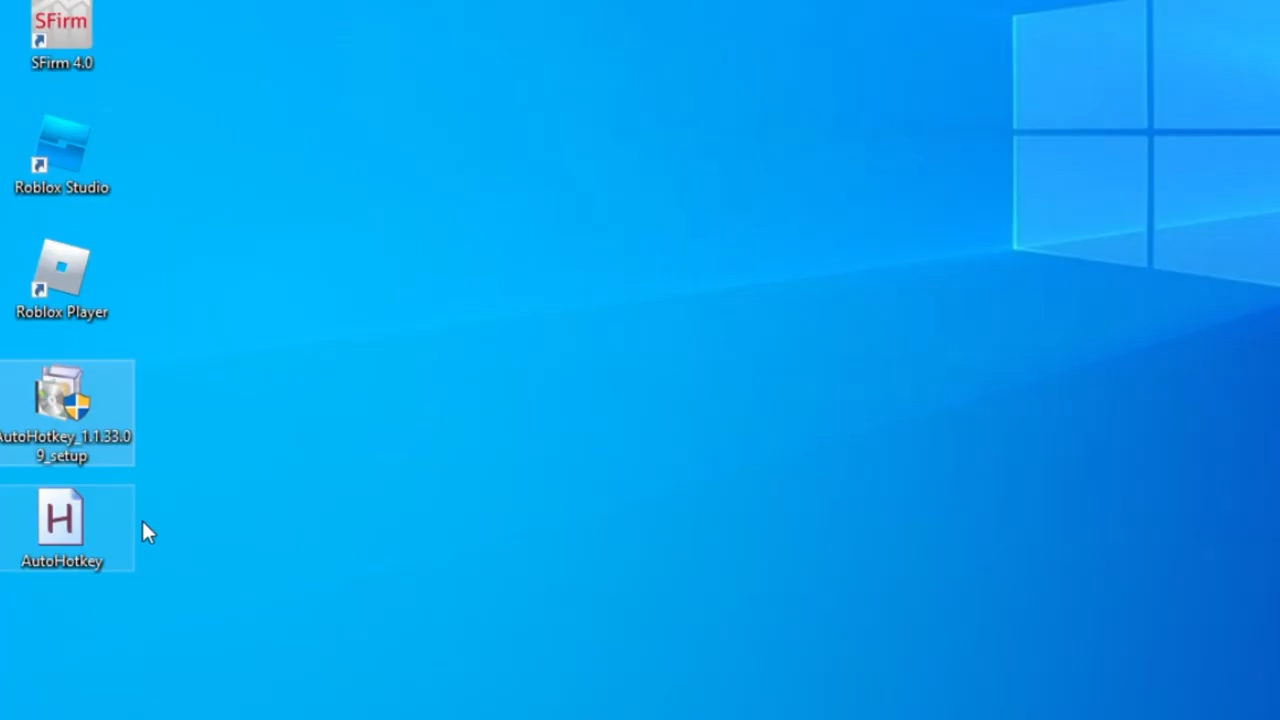 SFirm
SFirm 4.0
Roblox Studio
Roblox Player
AutoHotkey_1.1.33.0
9_setup
H
AutoHotkey